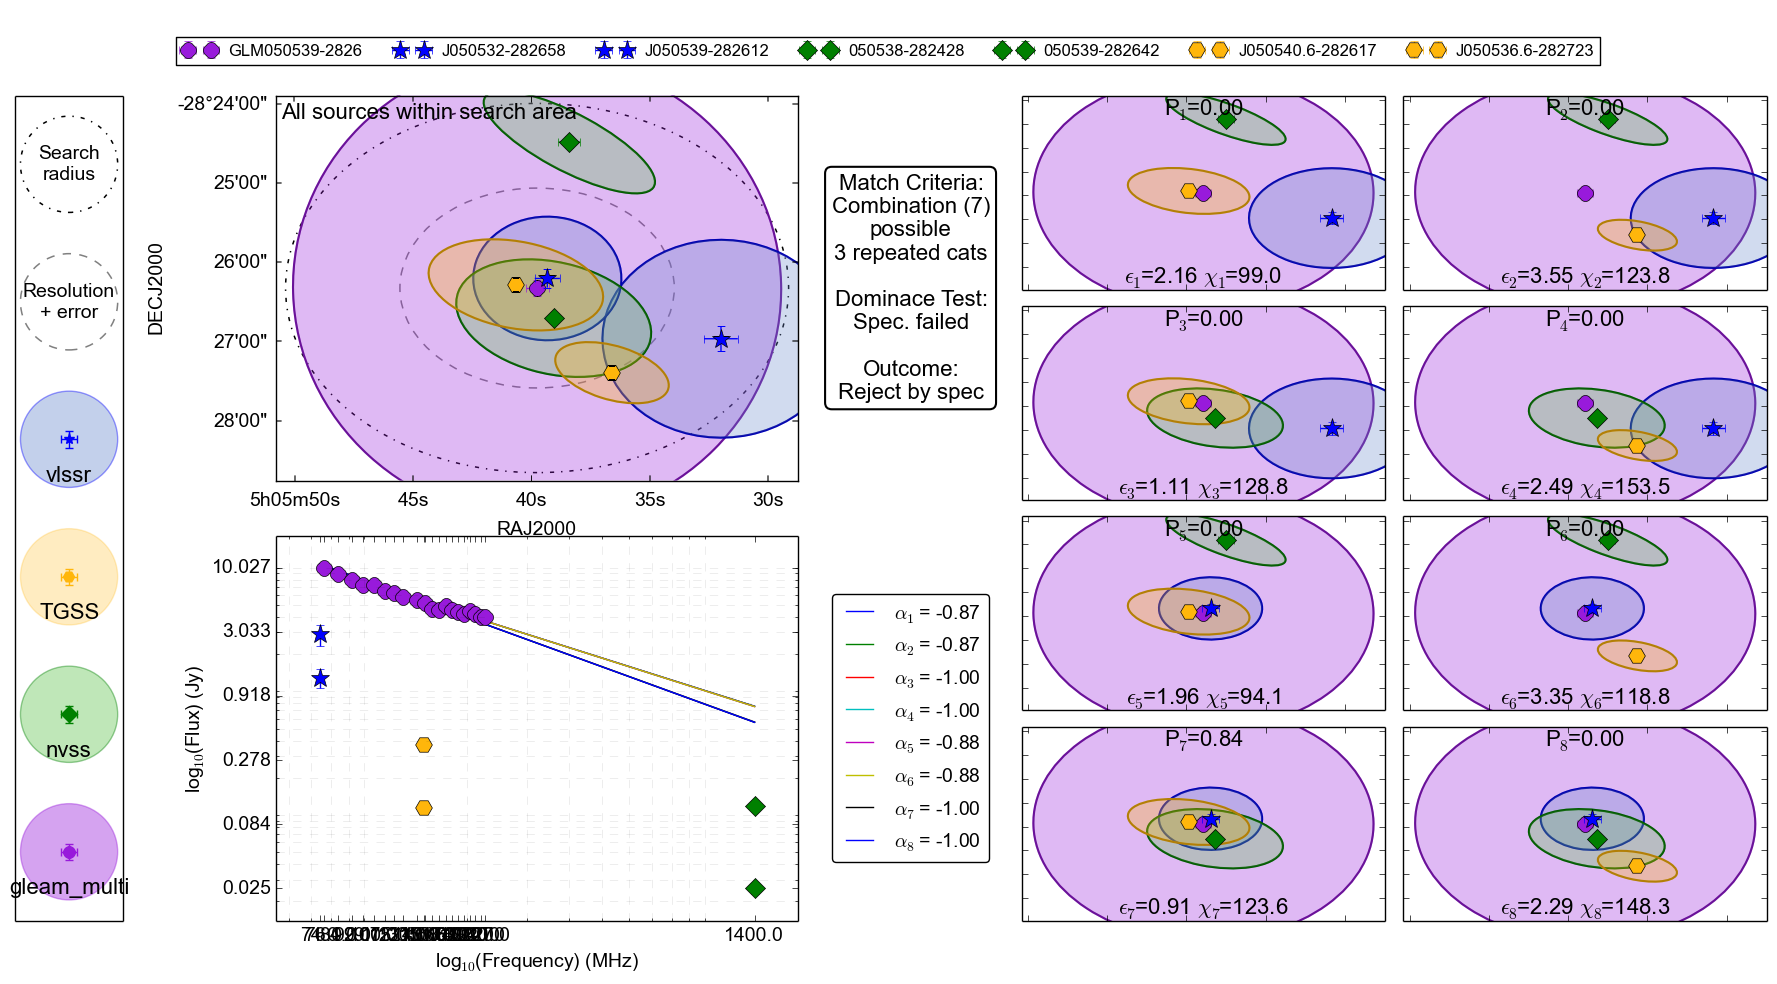 GLM050539-2826 J050532-282658 J050539-282612 050538-282428 050539-282642 J050540.6-282617 J050536.6-282723
Search
radius
Resolution
+ error
vlssr
TGSS
nvss
gleam_multi
All sources within search area
-28°24'00"
25'00"
26'00"
27'00"
28'00"
DECJ2000
5h05m50s 45s 40s 35s 30s
RAJ2000
Match Criteria:
Combination (7)
possible
3 repeated cats
Dominace Test:
Spec. failed
Outcome:
Reject by spec
10.027
3.033
0.918
0.278
0.084
0.025
log10(Flux) (Jy)
1400.0
log10(Frequency) (MHz)
α1 = -0.87
α2 = -0.87
α3 = -1.00
α4 = -1.00
α5 = -0.88
α6 = -0.88
α7 = -1.00
α8 = -1.00
P1=0.00
ϵ1=2.16 χ1=99.0
P2=0.00
ϵ2=3.55 χ2=123.8
P3=0.00
ϵ3=1.11 χ3=128.8
P4=0.00
ϵ4=2.49 χ4=153.5
P5=0.00
ϵ5=1.96 χ5=94.1
P6=0.00
ϵ6=3.35 χ6=118.8
P7=0.84
ϵ7=0.91 χ7=123.6
P8=0.00
ϵ8=2.29 χ8=148.3